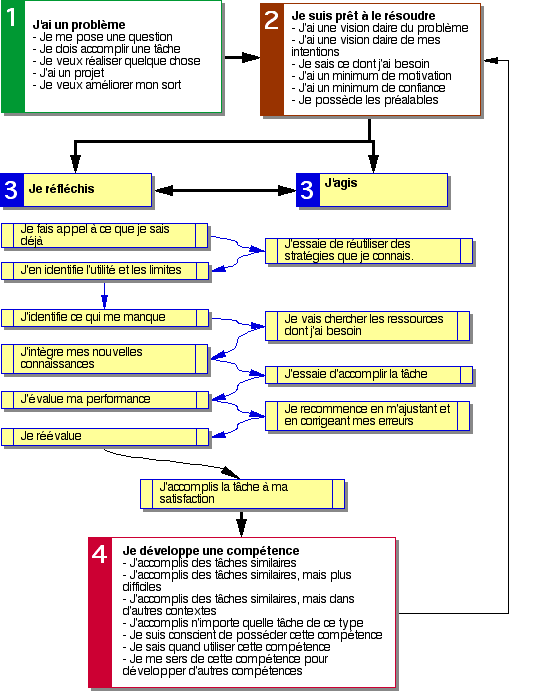 1
J'ai un problème
- Je me pose une question
- Je dois accomplir une tâche
- Je veux réaliser quelque chose
- J'ai un projet
- Je veux améliorer mon sort
2
Je suis prêt à le résoudre
- J'ai une vision claire du problème
- J'ai une vision claire de mes
intentions
- Je sais ce dont j'ai besoin
- J'ai un minimum de motivation
- J'ai un minimum de confiance
- Je possède les préalables
3
Je réfléchis
3
J'agis
Je fais appel à ce que je sais
déjà
J'essaie de réutiliser des
stratégies que je connais.
J'en identifie l'utilité et les limites
J'identifie ce qui me manque
Je vais chercher les ressources
dont j'ai besoin
J'intègre mes nouvelles
connaissances
J'essaie d'accomplir la tâche
J'évalue ma performance
Je recommence en m'ajustant et
en corrigeant mes erreurs
Je réévalue
J'accomplis la tâche à ma
satisfaction
4
Je développe une compétence
- J'accomplis des tâches similaires
- J'accomplis des tâches similaires, mais plus
difficiles
- J'accomplis des tâches similaires, mais dans
d'autres contextes
- J'accomplis n'importe quelle tâche de ce type
- Je suis conscient de posséder cette compétence
- Je sais quand utiliser cette compétence
- Je me sers de cette compétence pour
développer d'autres compétences